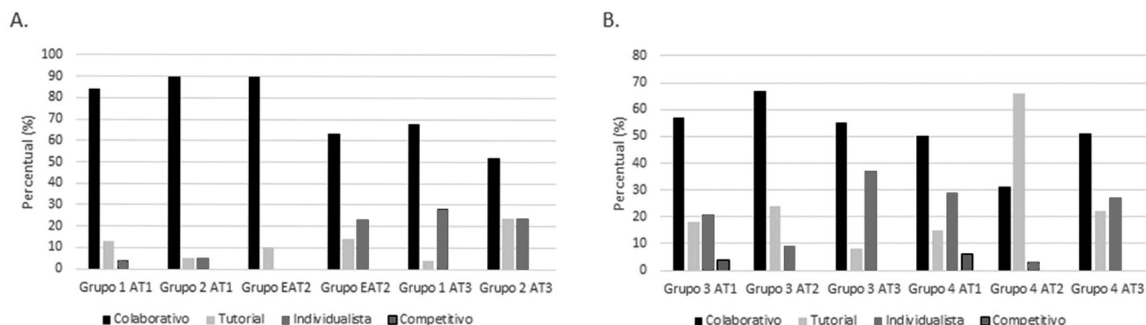 A.
100
90
80
70
60
50
40
30
20
10
0
Percentual (%)
Grupo 1 AT1 Grupo 2 AT1 Grupo EAT2 Grupo EAT2 Grupo 1 AT3 Grupo 2 AT3
Colaborativo Tutorial Individualista Competitivo
B.
80
70
60
50
40
30
20
10
0
Percentual (%)
Grupo 3 AT1 Grupo 3 AT2 Grupo 3 AT3 Grupo 4 AT1 Grupo 4 AT2 Grupo 4 AT3
Colaborativo Tutorial Individualista Competitivo